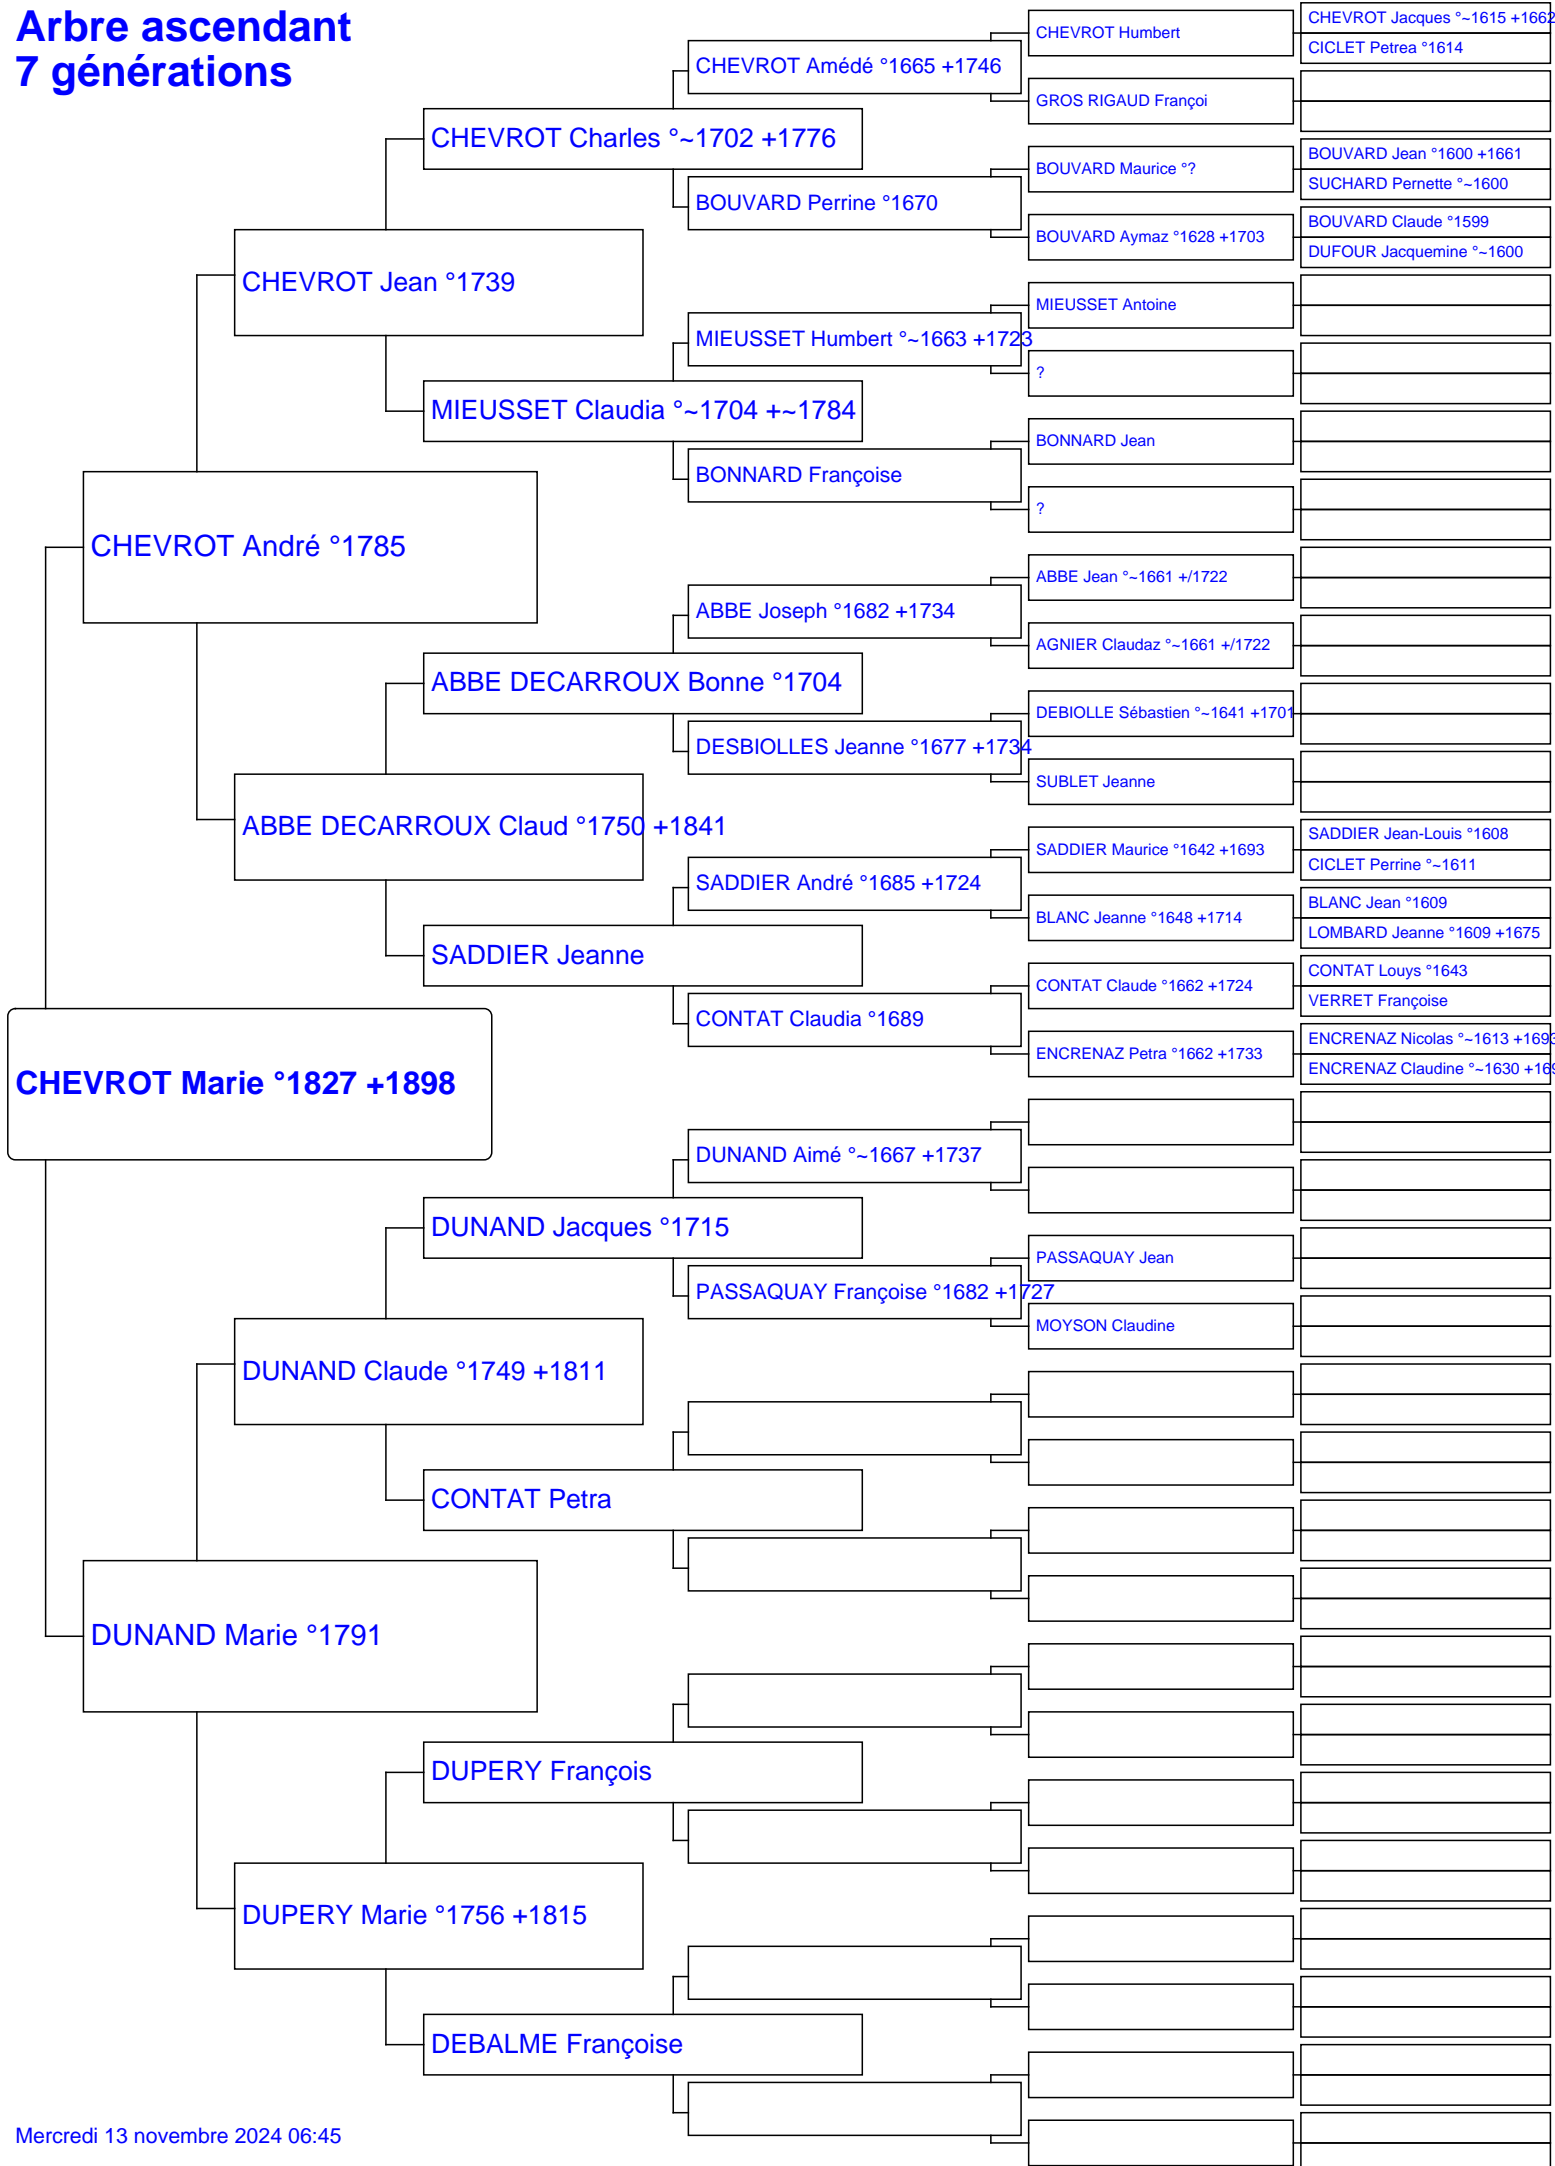 Arbre ascendant
7 générations
CHEVROT Marie °1827 +1898
CHEVROT André °1785
DUNAND Marie °1791
CHEVROT Jean °1739
ABBE DECARROUX Claud °1750 +1841
DUNAND Claude °1749 +1811
DUPERY Marie °1756 +1815
CHEVROT Charles °~1702 +1776
MIEUSSET Claudia °~1704 +~1784
ABBE DECARROUX Bonne °1704
SADDIER Jeanne
DUNAND Jacques °1715
CONTAT Petra
DUPERY François
DEBALME Françoise
CHEVROT Amédé °1665 +1746
BOUVARD Perrine °1670
MIEUSSET Humbert °~1663 +1723
BONNARD Françoise
ABBE Joseph °1682 +1734
DESBIOLLES Jeanne °1677 +1734
SADDIER André °1685 +1724
CONTAT Claudia °1689
DUNAND Aimé °~1667 +1737
PASSAQUAY Françoise °1682 +1727
CHEVROT Humbert
GROS RIGAUD Françoi
BOUVARD Maurice °?
BOUVARD Aymaz °1628 +1703
MIEUSSET Antoine
?
BONNARD Jean
?
ABBE Jean °~1661 +/1722
AGNIER Claudaz °~1661 +/1722
DEBIOLLE Sébastien °~1641 +1701
SUBLET Jeanne
SADDIER Maurice °1642 +1693
BLANC Jeanne °1648 +1714
CONTAT Claude °1662 +1724
ENCRENAZ Petra °1662 +1733
PASSAQUAY Jean
MOYSON Claudine
CHEVROT Jacques °~1615 +1662
CICLET Petrea °1614
BOUVARD Jean °1600 +1661
SUCHARD Pernette °~1600
BOUVARD Claude °1599
DUFOUR Jacquemine °~1600
SADDIER Jean-Louis °1608
CICLET Perrine °~1611
BLANC Jean °1609
LOMBARD Jeanne °1609 +1675
CONTAT Louys °1643
VERRET Françoise
ENCRENAZ Nicolas °~1613 +1693
ENCRENAZ Claudine °~1630 +169
Mercredi 13 novembre 2024 06:45